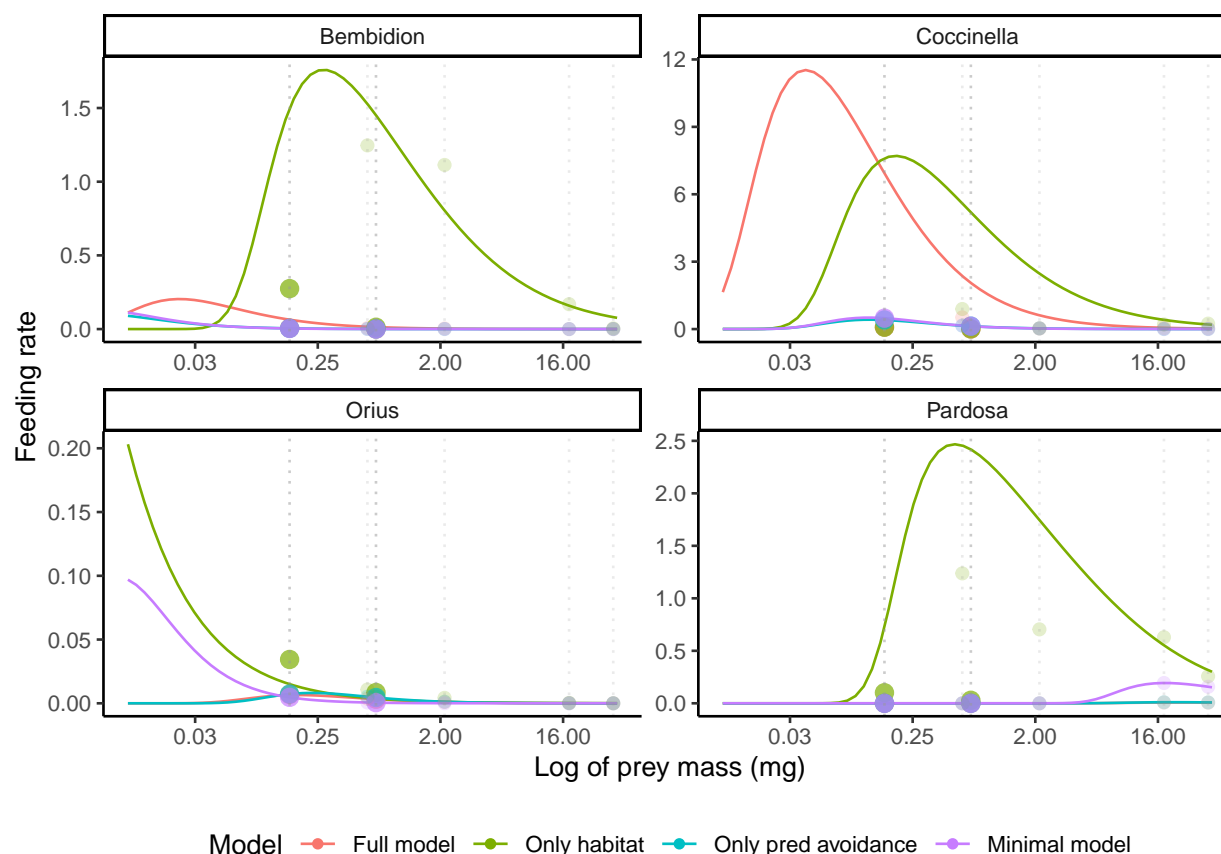 Bembidion
Coccinella
Feeding rate
1.5
1.0
0.5
0.0
12
9
6
3
0
0.03 0.25 2.00 16.00
0.03 0.25 2.00 16.00
Orius
Pardosa
0.20
0.15
0.10
0.05
0.00
2.5
2.0
1.5
1.0
0.5
0.0
0.03 0.25 2.00 16.00
0.03 0.25 2.00 16.00
Log of prey mass (mg)
Model Full model Only habitat Only pred avoidance Minimal model